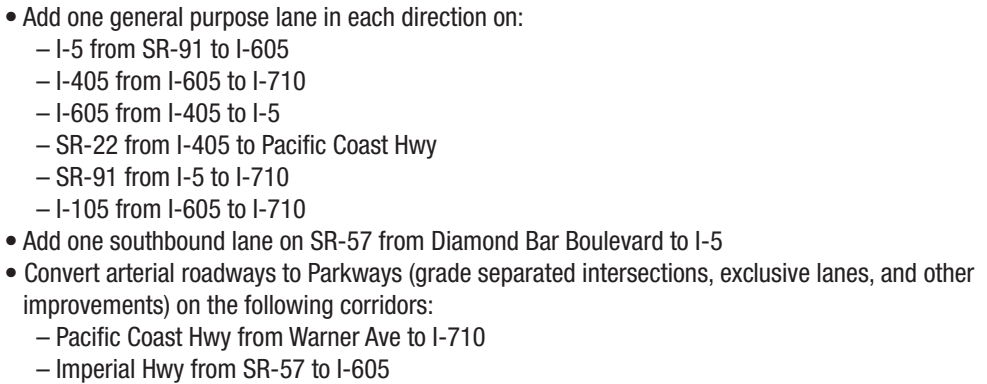 • Add one general purpose lane in each direction on:
– I-5 from SR-91 to I-605
– I-405 from I-605 to I-710
– I-605 from I-405 to I-5
– SR-22 from I-405 to Pacific Coast Hwy
– SR-91 from I-5 to I-710
– I-105 from I-605 to I-710
• Add one southbound lane on SR-57 from Diamond Bar Boulevard to I-5
• Convert arterial roadways to Parkways (grade separated intersections, exclusive lanes, and other
improvements) on the following corridors:
– Pacific Coast Hwy from Warner Ave to I-710
– Imperial Hwy from SR-57 to I-605